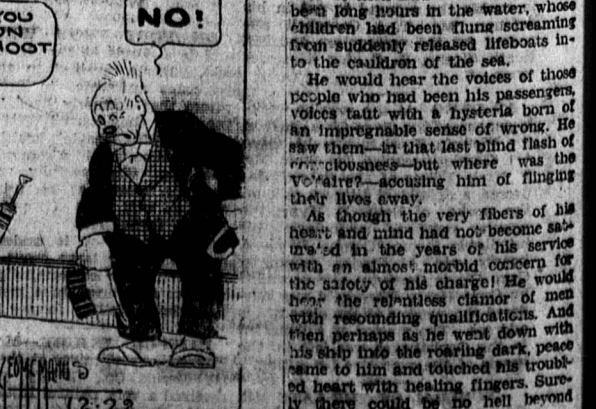 YOU
ON
OOT
NO!
12-29
been long hours in the water, whose
children had been flung screaming
from suddenly released lifeboats in-
to the cauldron of the sea.
He would hear the voices of those
people who had been his passengers,
voices taut with a hysteria born of
an impregnable sense of wrong. He
saw them—in that last blind flash of
consciousness—but where was the
Voltaire?—accusing him of flinging
their lives away.
As though the very fibers of his
heart and mind had not become sat-
urated in the years of his service
with an almost morbid concern for
the safety of his charge! He would
hear the relentless clamor of men
with resounding qualifications. And
then perhaps as he went down with
his ship into the roaring dark, peace
came to him and touched his troubl-
ed heart with healing fingers. Sure-
ly there could be no hell beyond